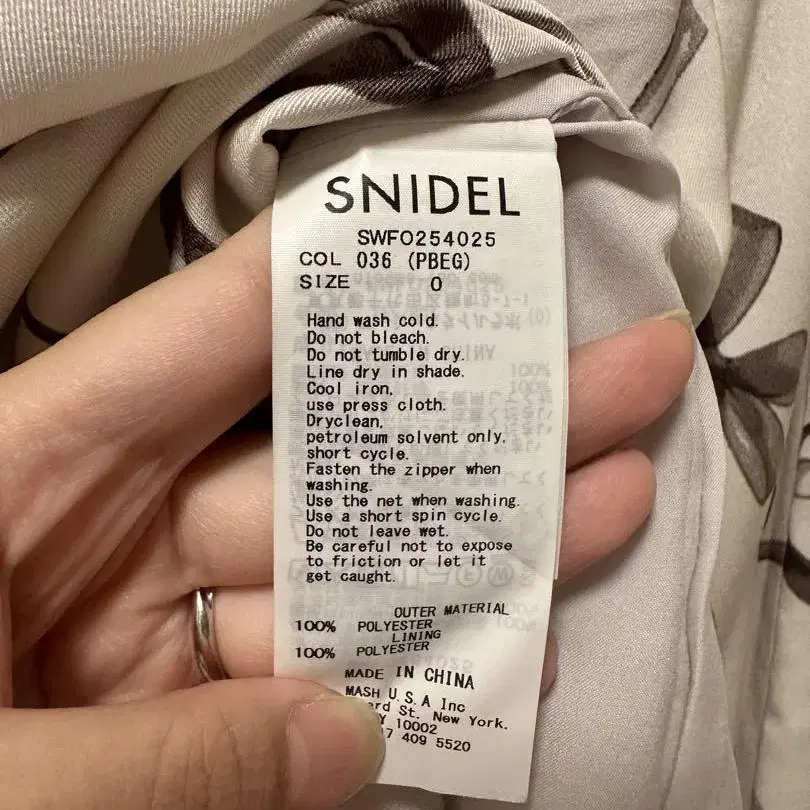 SNIDEL
SWFO254025
COL 036 (PBEG)
SIZE 0
Hand wash cold.
Do not bleach.
Do not tumble dry.
Line dry in shade.
Cool iron,
use press cloth.
Dryclean,
petroleum solvent only.
short cycle.
Fasten the zipper when
washing.
Use the net when washing.
Use a short spin cycle.
Do not leave wet.
Be careful not to expose
to friction or let it
get caught.
OUTER MATERIAL
100% POLYESTER
LINING
100% POLYESTER
MADE IN CHINA
MASH U.S.A Inc
St. New York.
10002
409 5520